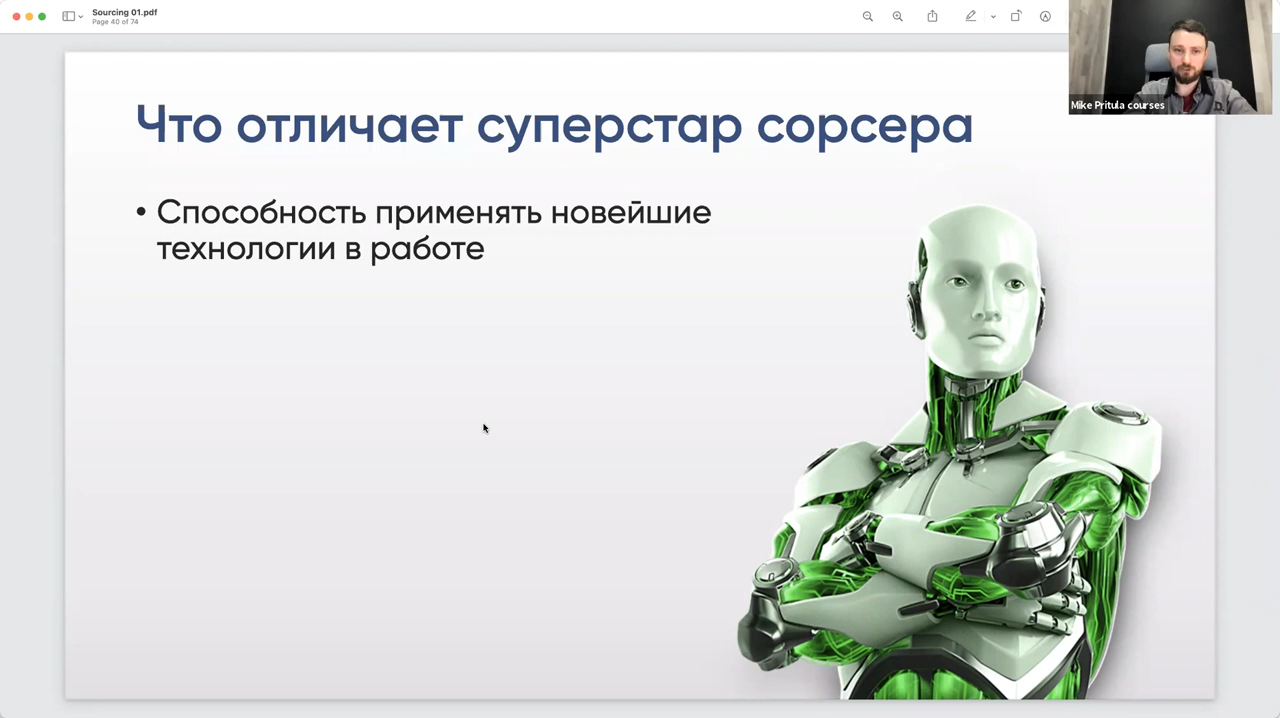 Sourcing 01.pdf
Page 40 of 74
Mike Pritula courses
Что отличает суперстар сорсера
• Способность применять новейшие
технологии в работе